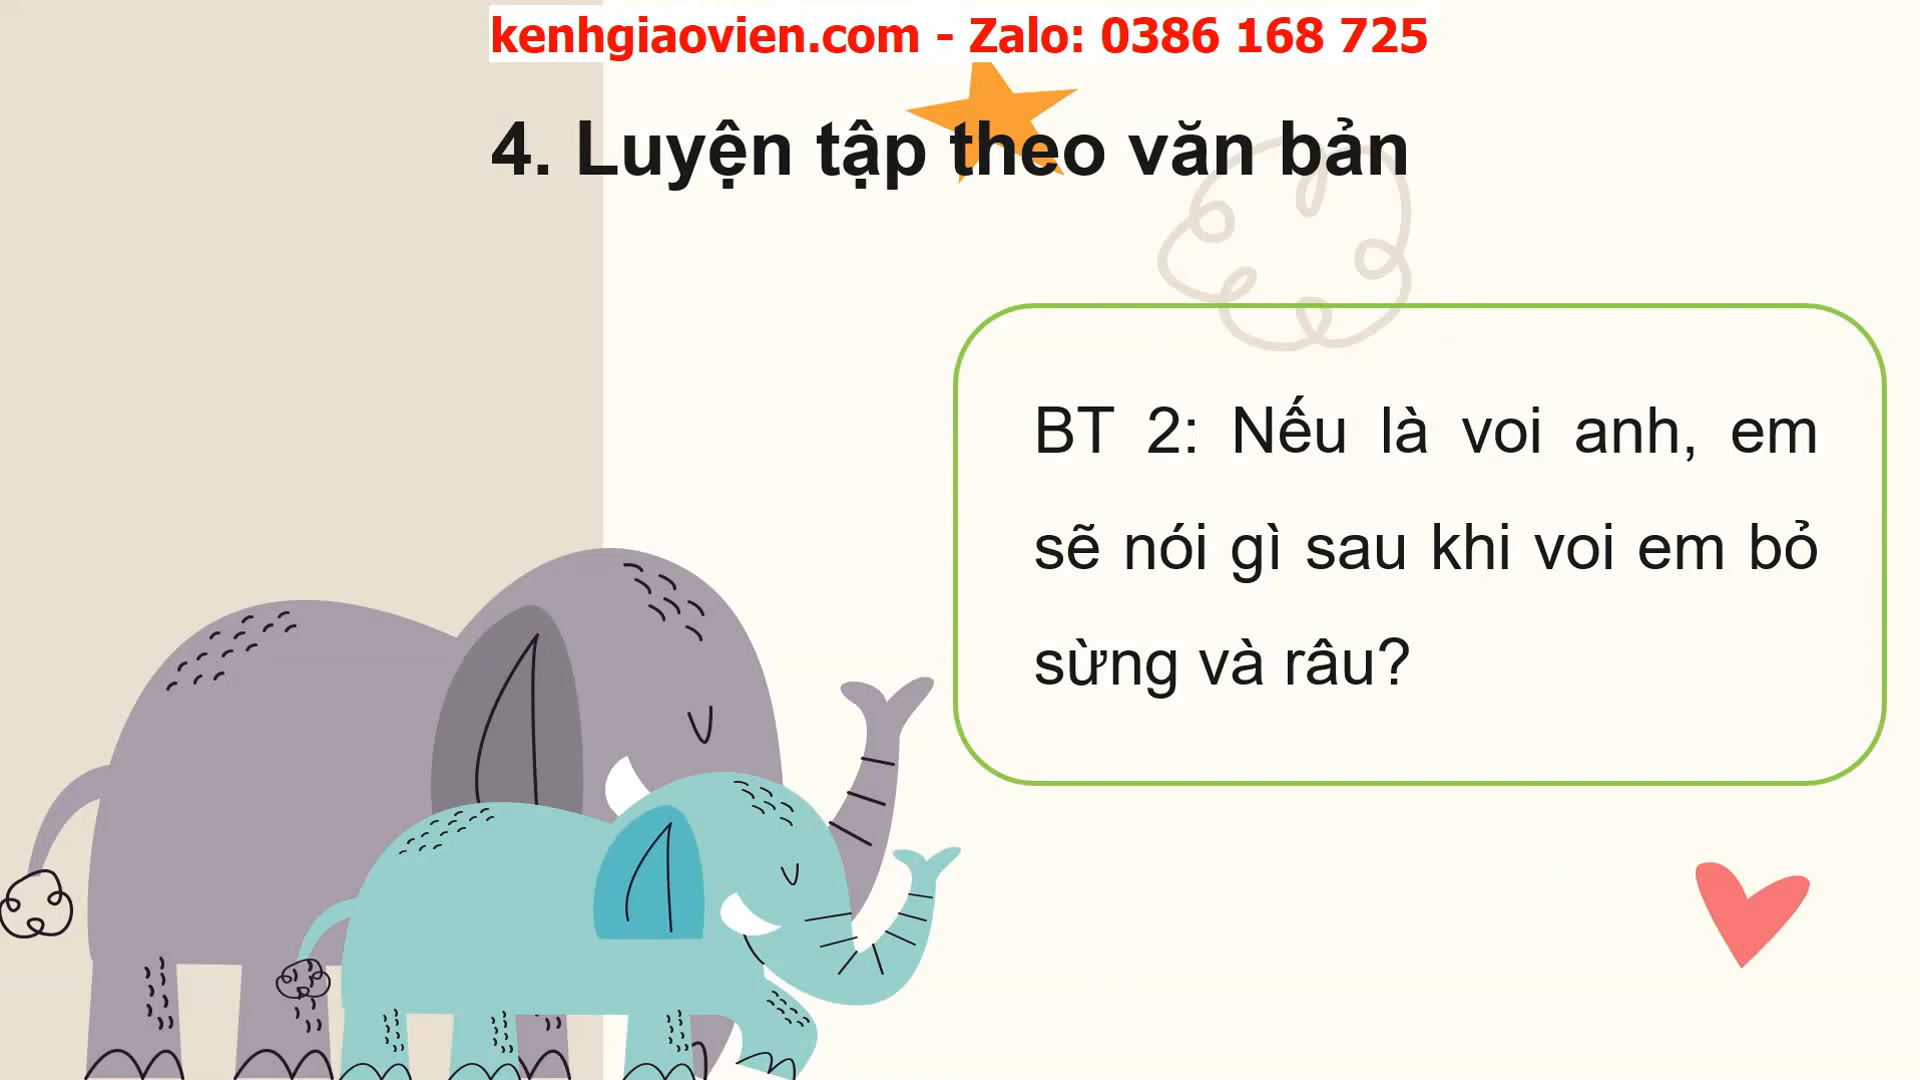 kenhgiaovien.com - Zalo: 0386 168 725
4. Luyện tập theo văn bản
BT 2: Nếu là voi anh, em
sẽ nói gì sau khi voi em bỏ
sừng và râu?